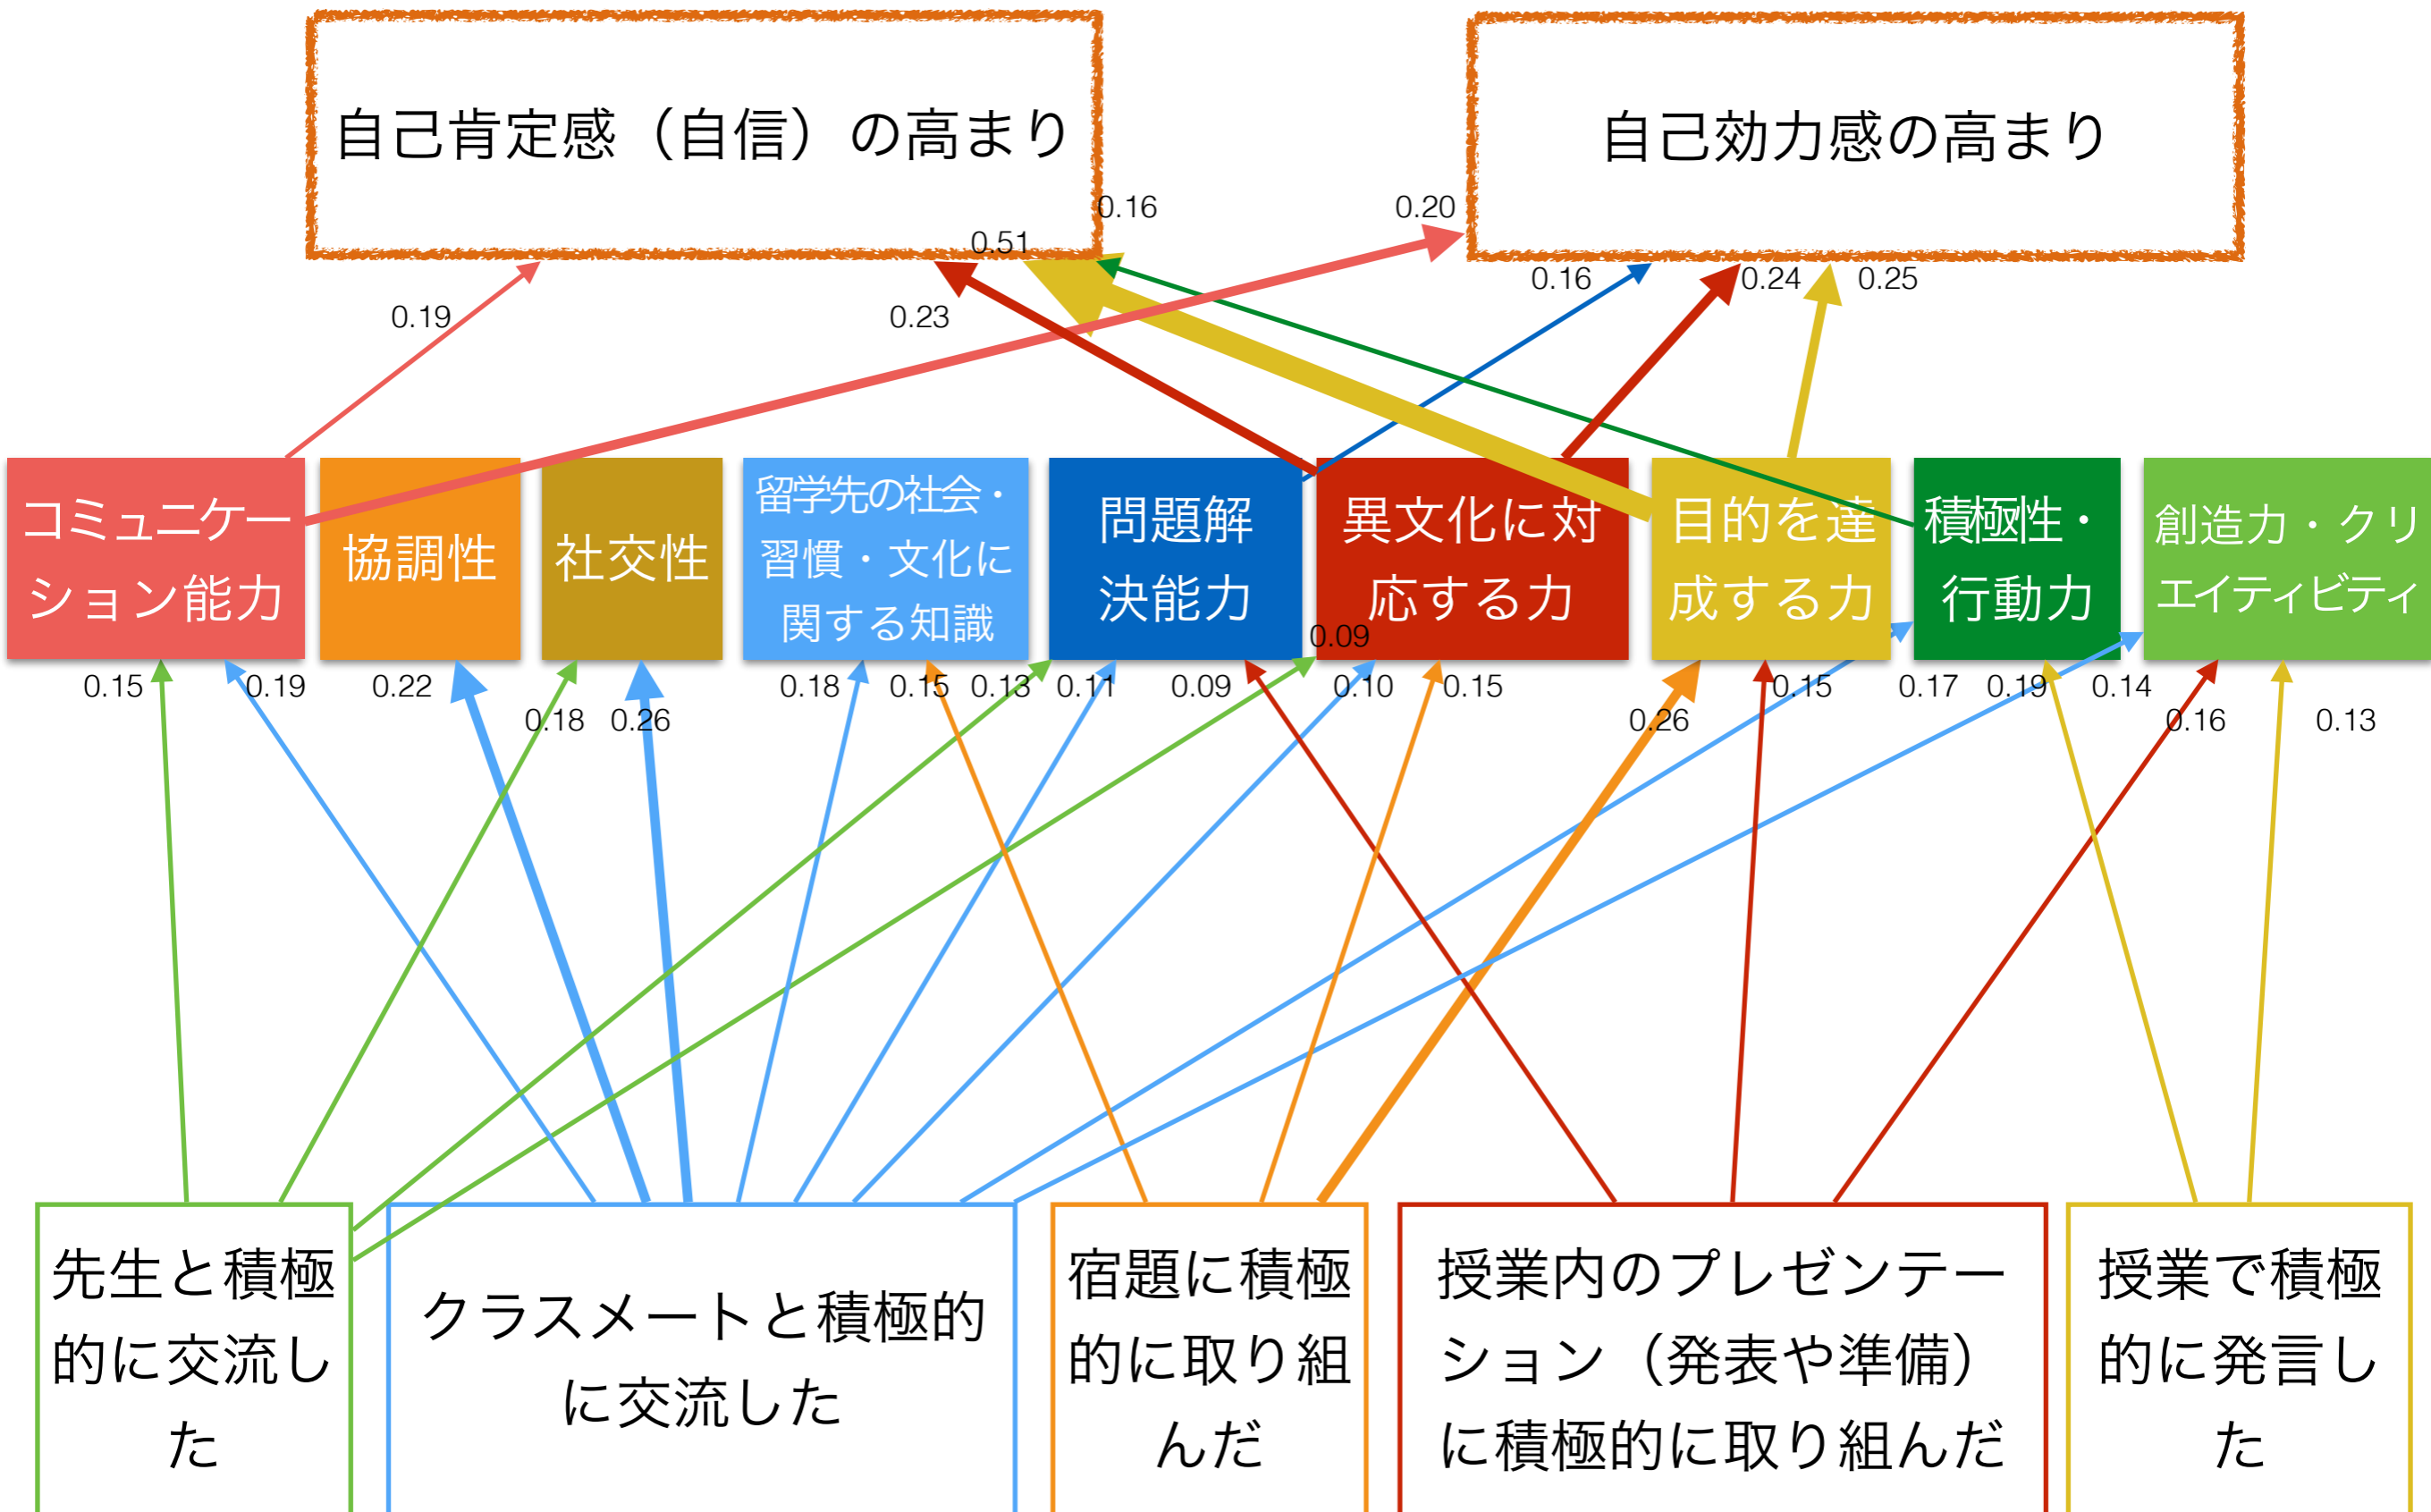 自己肯定感（自信）の高まり
自己効力感の高まり
0.16
0.20
0.51
0.16
0.24
0.25
0.19
0.23
コミュニケー
ション能力
協調性
社交性
留学先の社会・
習慣・文化に
関する知識
問題解
決能力
異文化に対
応する力
目的を達
成する力
積極性・
行動力
創造力・クリ
エイティビティ
0.09
0.15
0.19
0.22
0.18
0.26
0.18
0.15
0.13
0.11
0.09
0.10
0.15
0.26
0.15
0.17
0.19
0.14
0.16
0.13
先生と積極
的に交流し
た
クラスメートと積極的
に交流した
宿題に積極
的に取り組
んだ
授業内のプレゼンテー
ション（発表や準備）
に積極的に取り組んだ
授業で積極
的に発言し
た